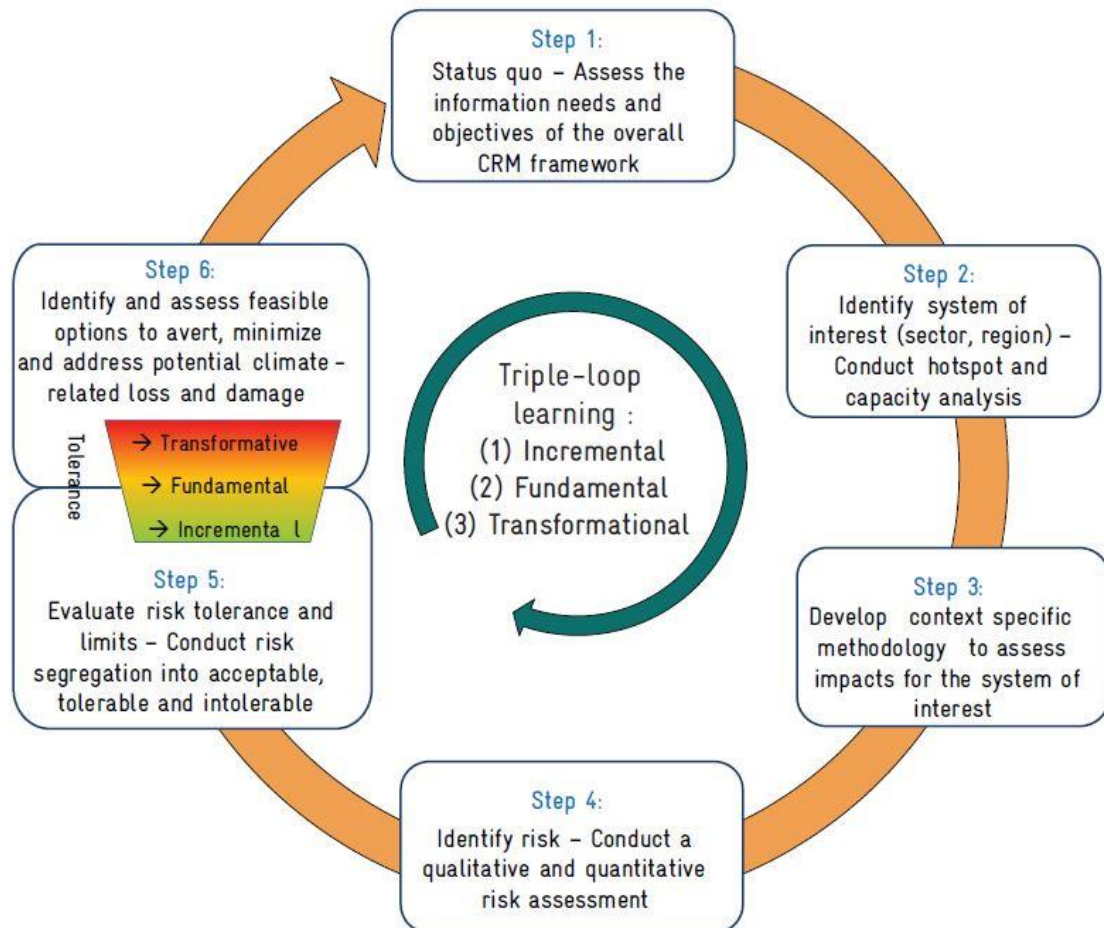 Step 1:
Status quo – Assess the
information needs and
objectives of the overall
CRM framework
Step 2:
Identify system of
interest (sector, region) –
Conduct hotspot and
capacity analysis
Step 3:
Develop context specific
methodology to assess
impacts for the system of
interest
Step 4:
Identify risk – Conduct a
qualitative and quantitative
risk assessment
Step 5:
Evaluate risk tolerance and
limits – Conduct risk
segregation into acceptable,
tolerable and intolerable
Step 6:
Identify and assess feasible
options to avert, minimize
and address potential climate –
related loss and damage
Tolerance
→ Transformative
→ Fundamental
→ Incrementa l
Triple-loop
learning :
(1) Incremental
(2) Fundamental
(3) Transformational